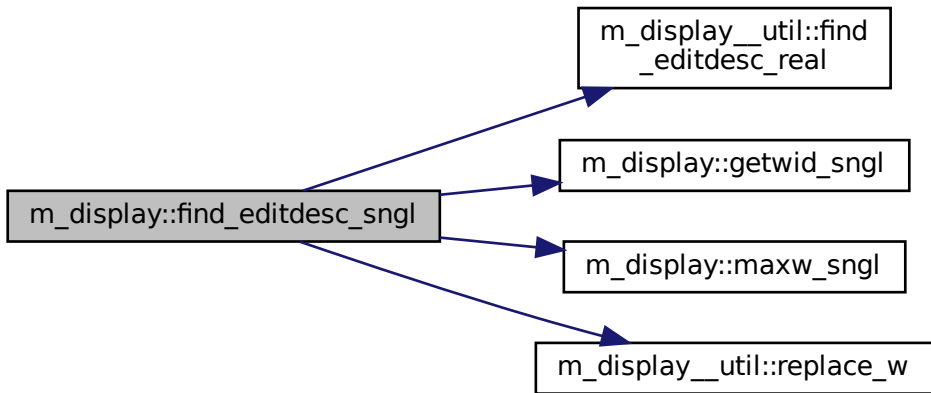 m_display__util::find
_editdesc_real
m_display::getwid_sngl
m_display::find_editdesc_sngl
m_display::maxw_sngl
m_display__util::replace_w